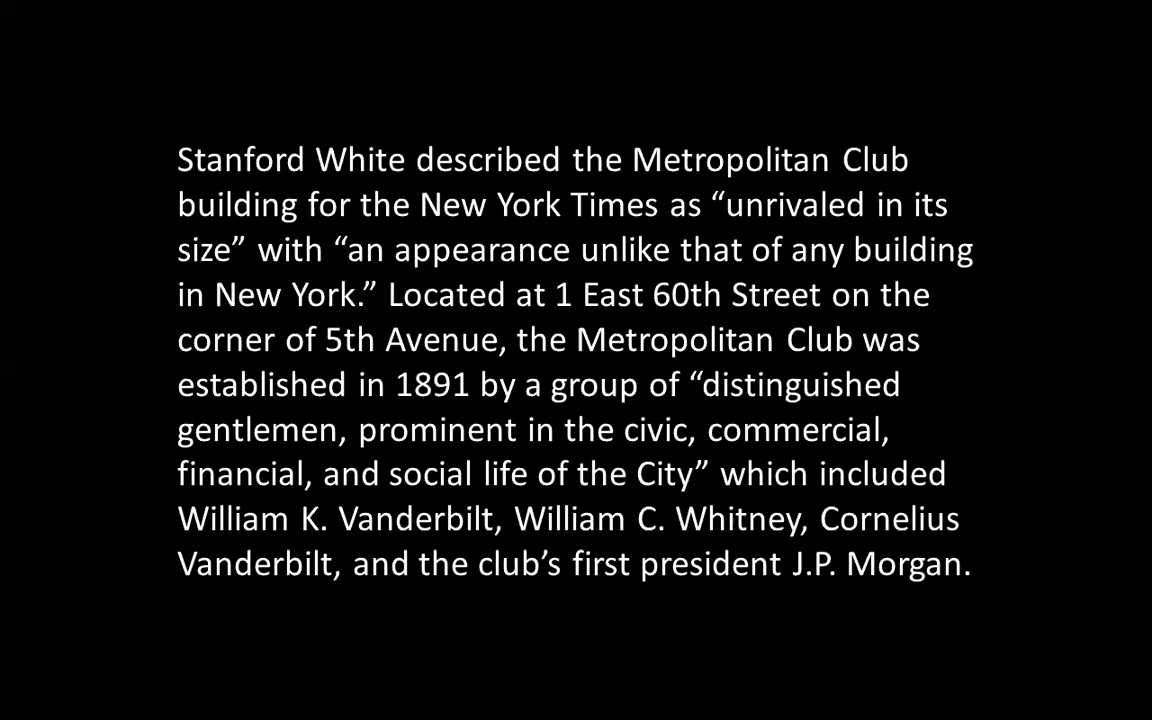 Stanford White described the Metropolitan Club
building for the New York Times as “unrivaled in its
size” with “an appearance unlike that of any building
in New York.” Located at 1 East 60th Street on the
corner of 5th Avenue, the Metropolitan Club was
established in 1891 by a group of “distinguished
gentlemen, prominent in the civic, commercial,
financial, and social life of the City” which included
William K. Vanderbilt, William C. Whitney, Cornelius
Vanderbilt, and the club’s first president J.P. Morgan.